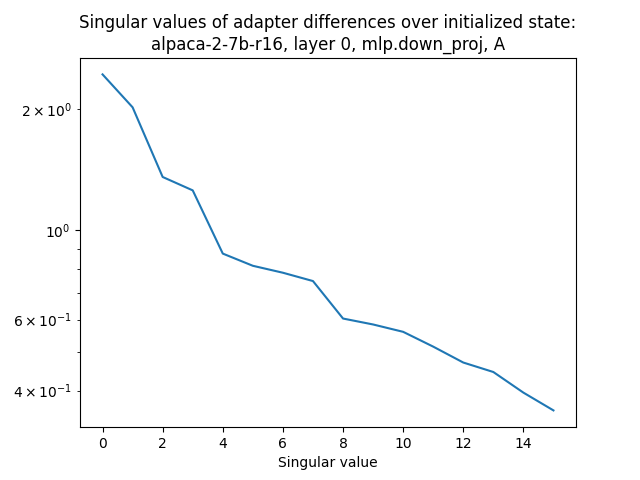 Singular values of adapter differences over initialized state:
alpaca-2-7b-r16, layer 0, mlp.down_proj, A
2 × 10⁰
10⁰
6 × 10⁻¹
4 × 10⁻¹
0 2 4 6 8 10 12 14
Singular value